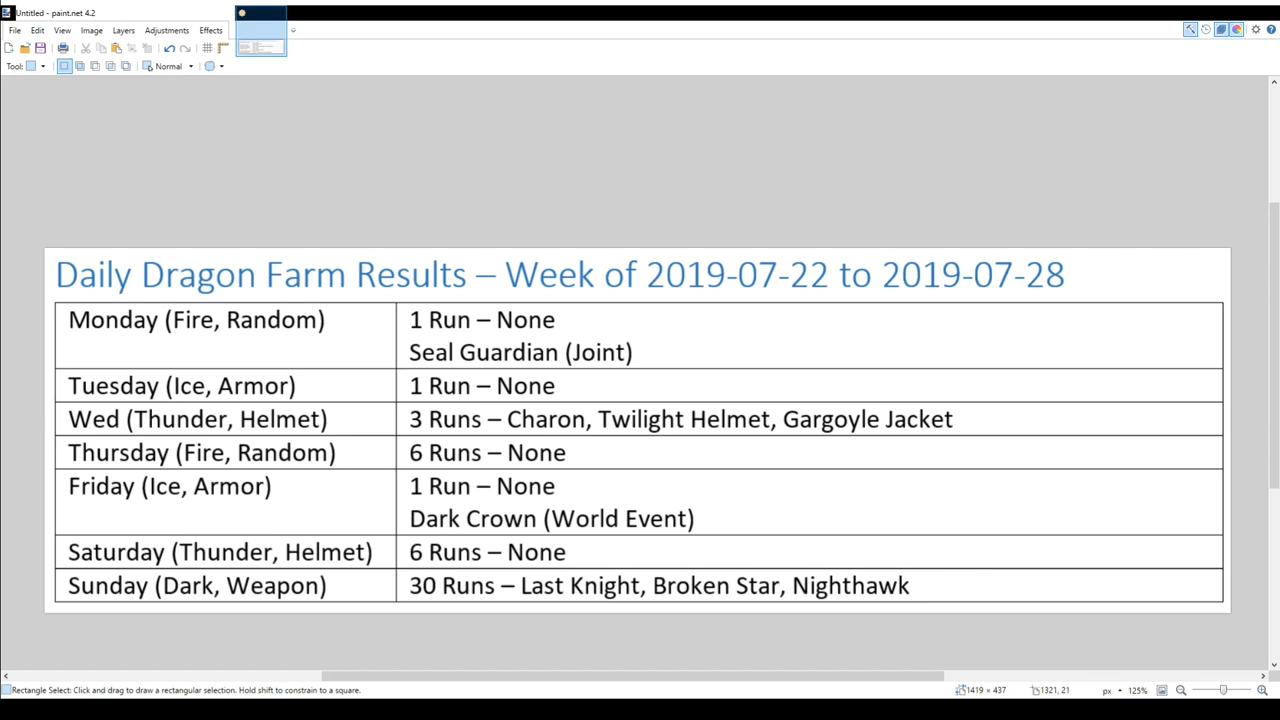 Untitled - paint.net 4.2
File Edit View Image Layers Adjustments Effects
Tool: Normal
Daily Dragon Farm Results – Week of 2019-07-22 to 2019-07-28
Monday (Fire, Random) 1 Run – None
Seal Guardian (Joint)
Tuesday (Ice, Armor) 1 Run – None
Wed (Thunder, Helmet) 3 Runs – Charon, Twilight Helmet, Gargoyle Jacket
Thursday (Fire, Random) 6 Runs – None
Friday (Ice, Armor) 1 Run – None
Dark Crown (World Event)
Saturday (Thunder, Helmet) 6 Runs – None
Sunday (Dark, Weapon) 30 Runs – Last Knight, Broken Star, Nighthawk
Rectangle Select: Click and drag to draw a rectangular selection. Hold shift to constrain to a square. 1419 × 437 1321, 21 px 125%